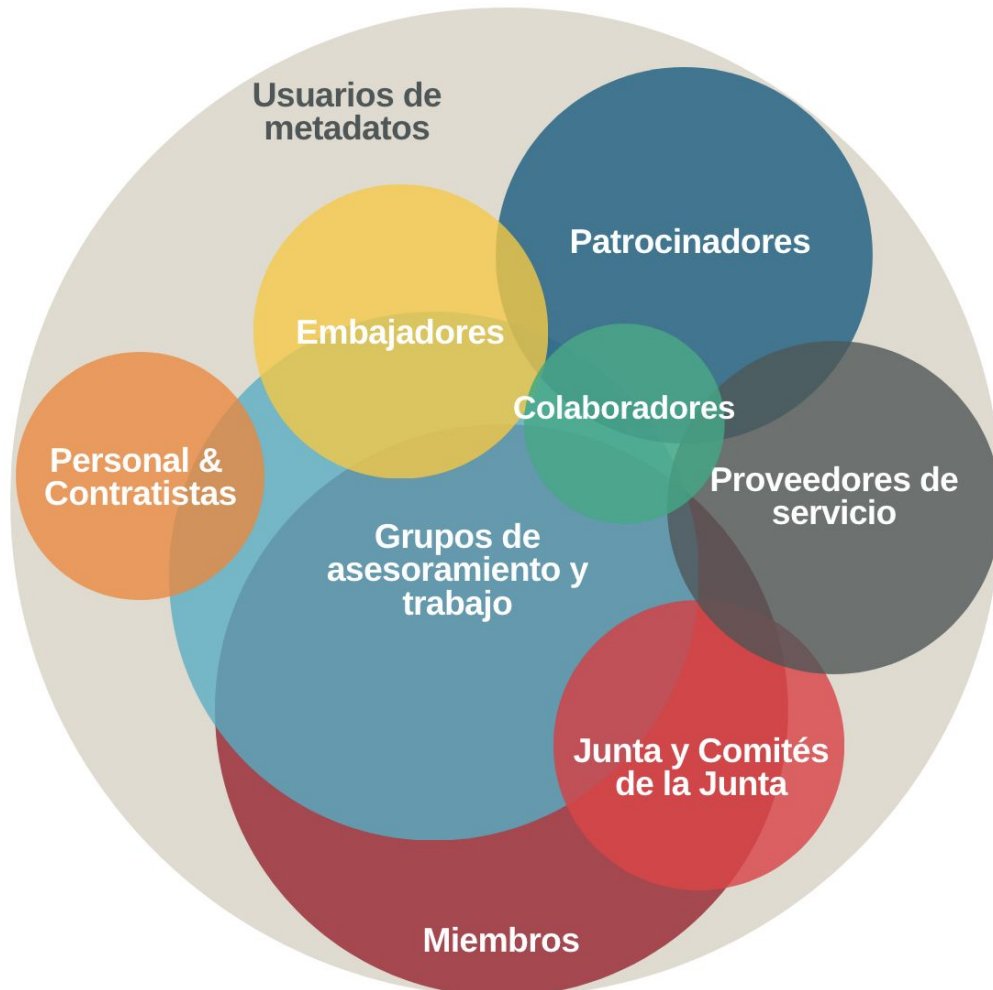 Usuarios de
metadatos
Patrocinadores
Embajadores
Colaboradores
Personal &
Contratistas
Proveedores de
servicio
Grupos de
asesoramiento y
trabajo
Junta y Comités
de la Junta
Miembros